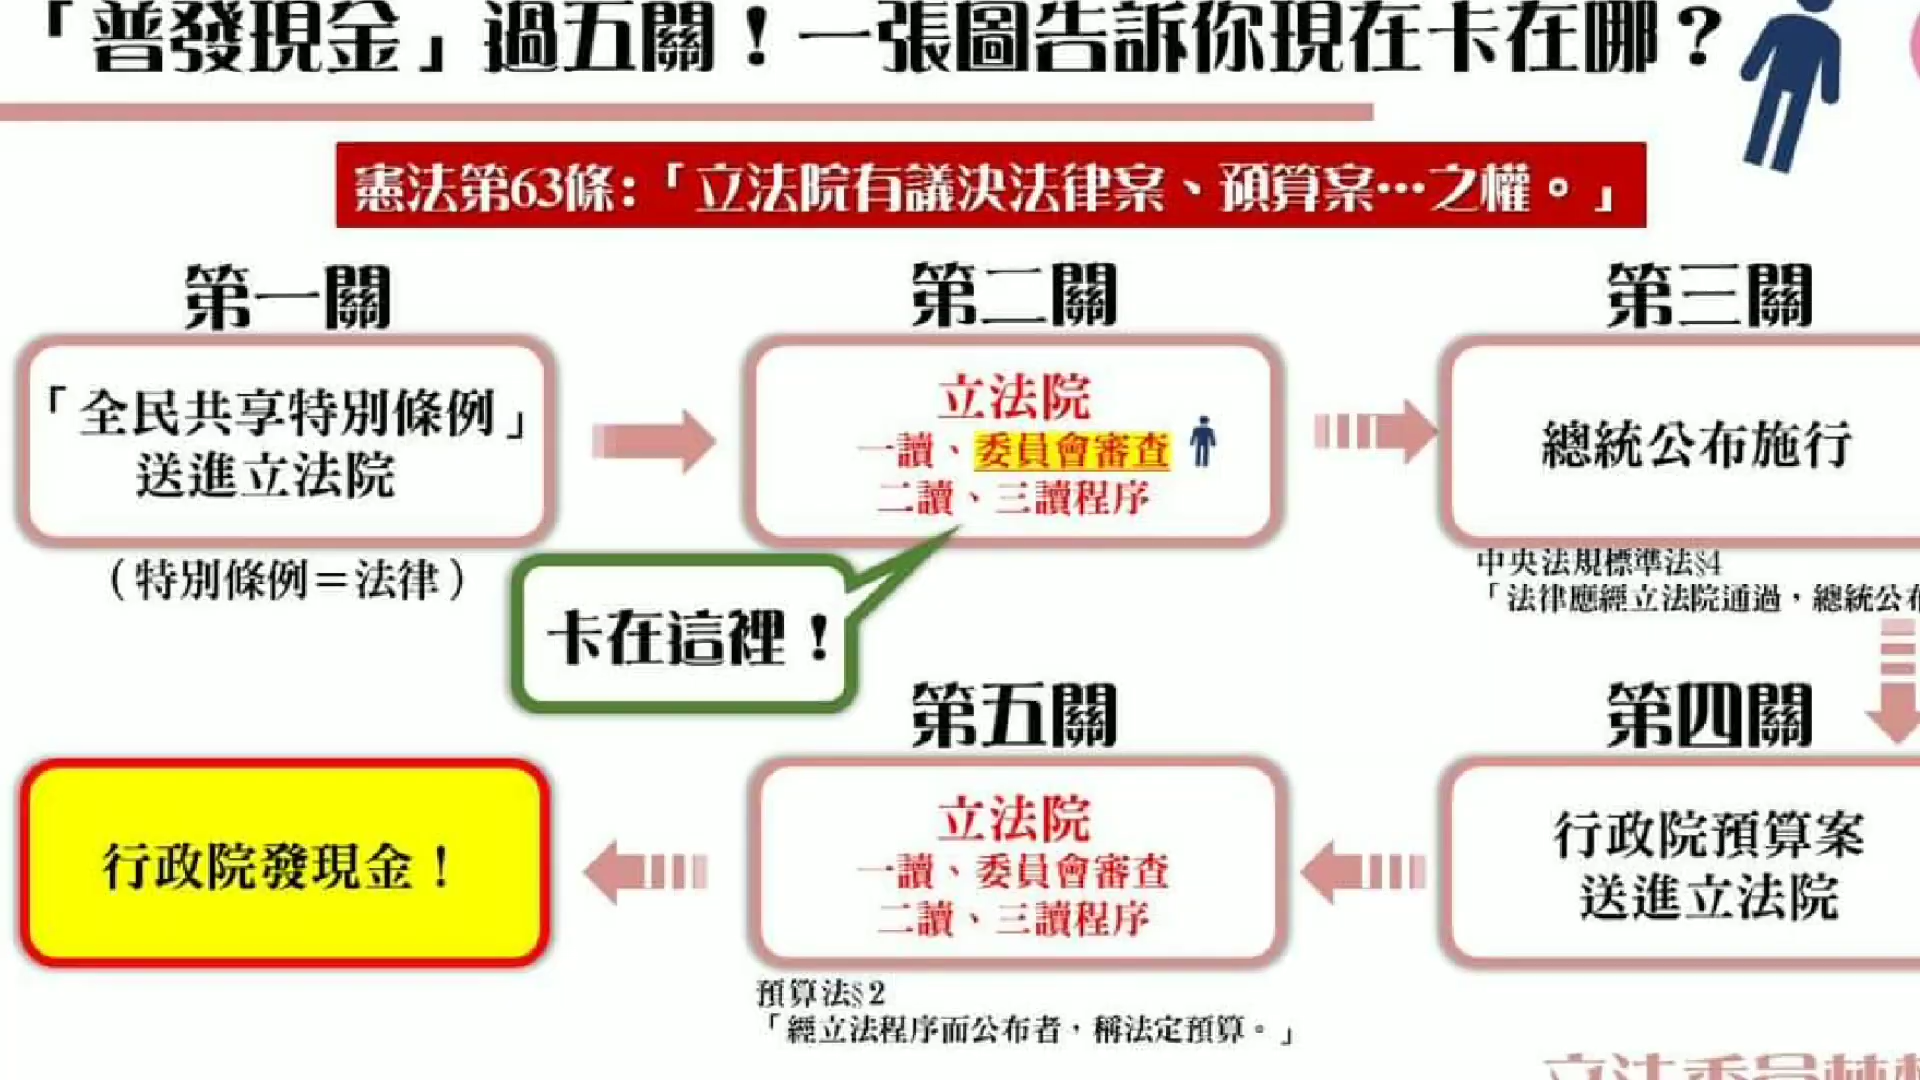 「普發現金」過五關！一張圖告訴你現在卡在哪？
憲法第63條：「立法院有議決法律案、預算案…之權。」
第一關
「全民共享特別條例」
送進立法院
（特別條例＝法律）
第二關
立法院
一讀、委員會審查
二讀、三讀程序
卡在這裡！
第三關
總統公布施行
中央法規標準法§4
「法律應經立法院通過，總統公布
第四關
行政院預算案
送進立法院
第五關
立法院
一讀、委員會審查
二讀、三讀程序
預算法§2
「經立法程序而公布者，稱法定預算。」
行政院發現金！
立法委員林